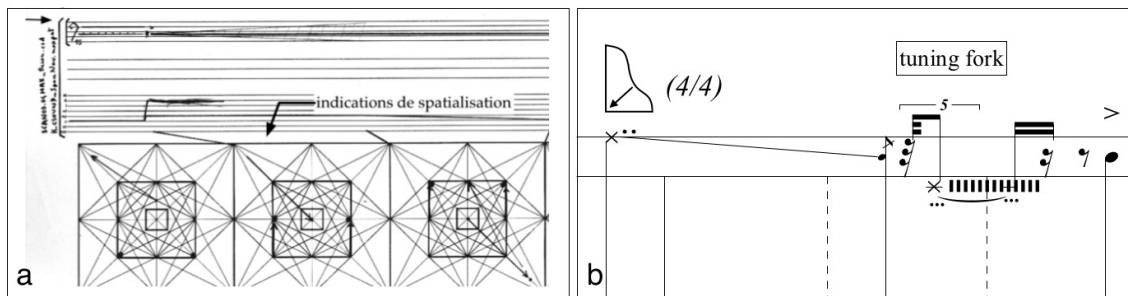 indications de spatialisation
a
(4/4)
tuning fork
5
>
b